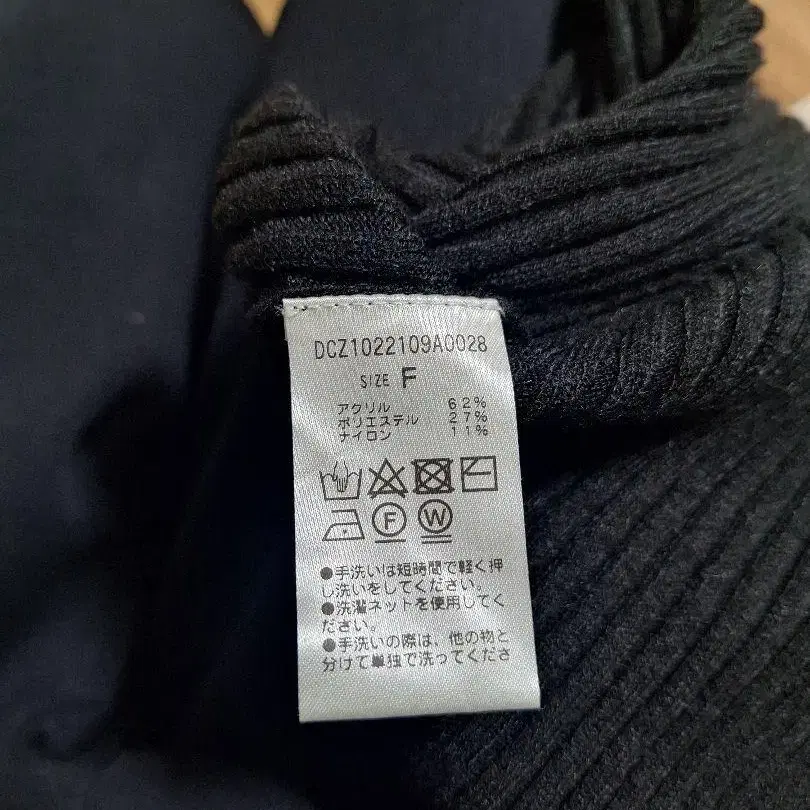 DCZ1022109A0028
SIZE F
アクリル 62%
ポリエステル 27%
ナイロン 11%
F W
●手洗いは短時間で軽く押
し洗いをしてください。
●洗濯ネットを使用してく
ださい。
●手洗いの際は、他の物と
分けて単独で洗ってくださ